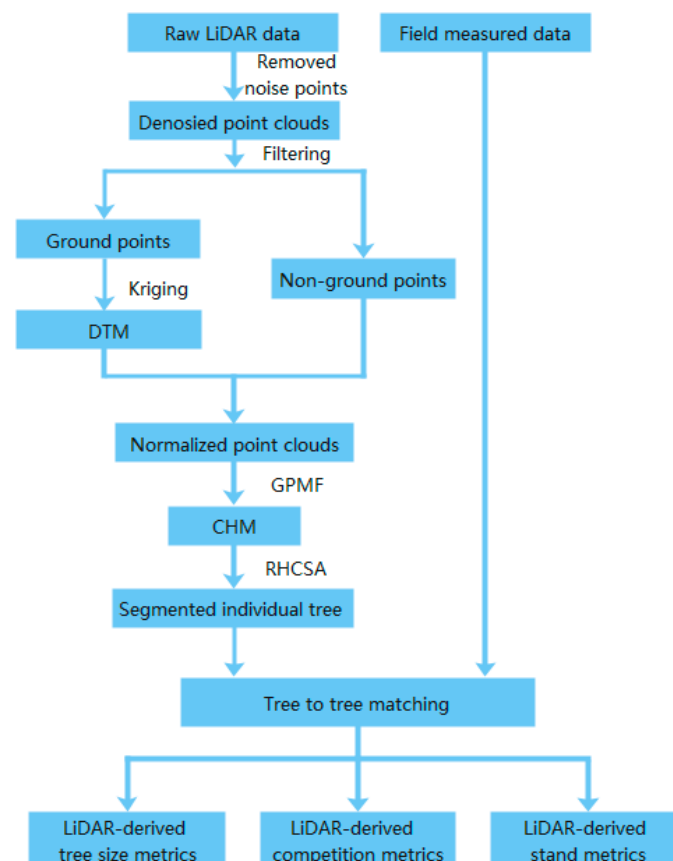 Raw LiDAR data
Field measured data
Removed
noise points
Denosied point clouds
Filtering
Ground points
Non-ground points
Kriging
DTM
Normalized point clouds
GPMF
CHM
RHCSA
Segmented individual tree
Tree to tree matching
LiDAR-derived
tree size metrics
LiDAR-derived
competition metrics
LiDAR-derived
stand metrics